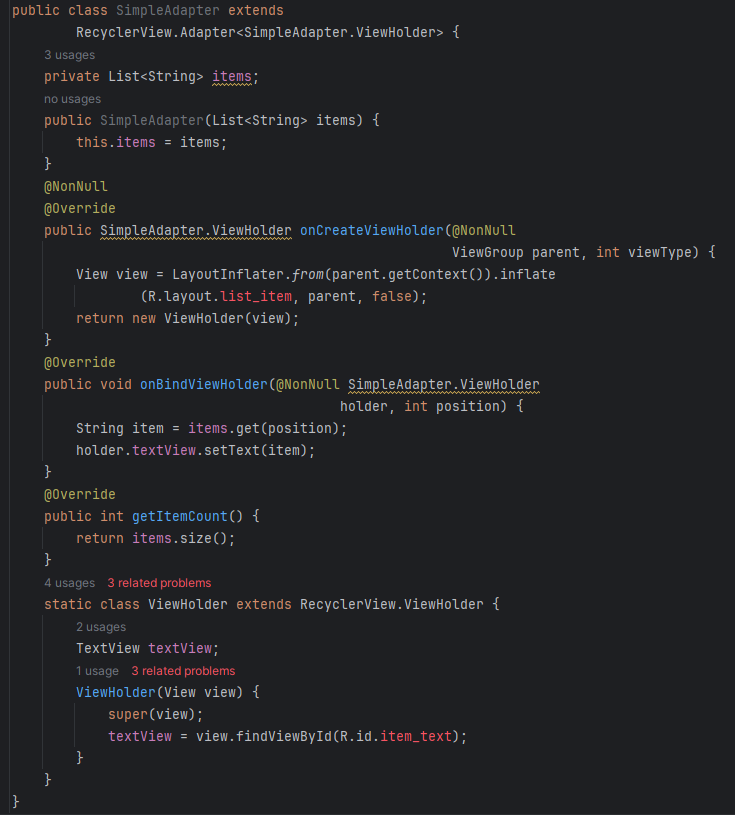 public class SimpleAdapter extends
RecyclerView.Adapter<SimpleAdapter.ViewHolder> {
3 usages
private List<String> items;
no usages
public SimpleAdapter(List<String> items) {
this.items = items;
}
@NonNull
@Override
public SimpleAdapter.ViewHolder onCreateViewHolder(@NonNull
ViewGroup parent, int viewType) {
View view = LayoutInflater.from(parent.getContext()).inflate
(R.layout.list_item, parent, false);
return new ViewHolder(view);
}
@Override
public void onBindViewHolder(@NonNull SimpleAdapter.ViewHolder
holder, int position) {
String item = items.get(position);
holder.textView.setText(item);
}
@Override
public int getItemCount() {
return items.size();
}
4 usages 3 related problems
static class ViewHolder extends RecyclerView.ViewHolder {
2 usages
TextView textView;
1 usage 3 related problems
ViewHolder(View view) {
super(view);
textView = view.findViewById(R.id.item_text);
}
}
}